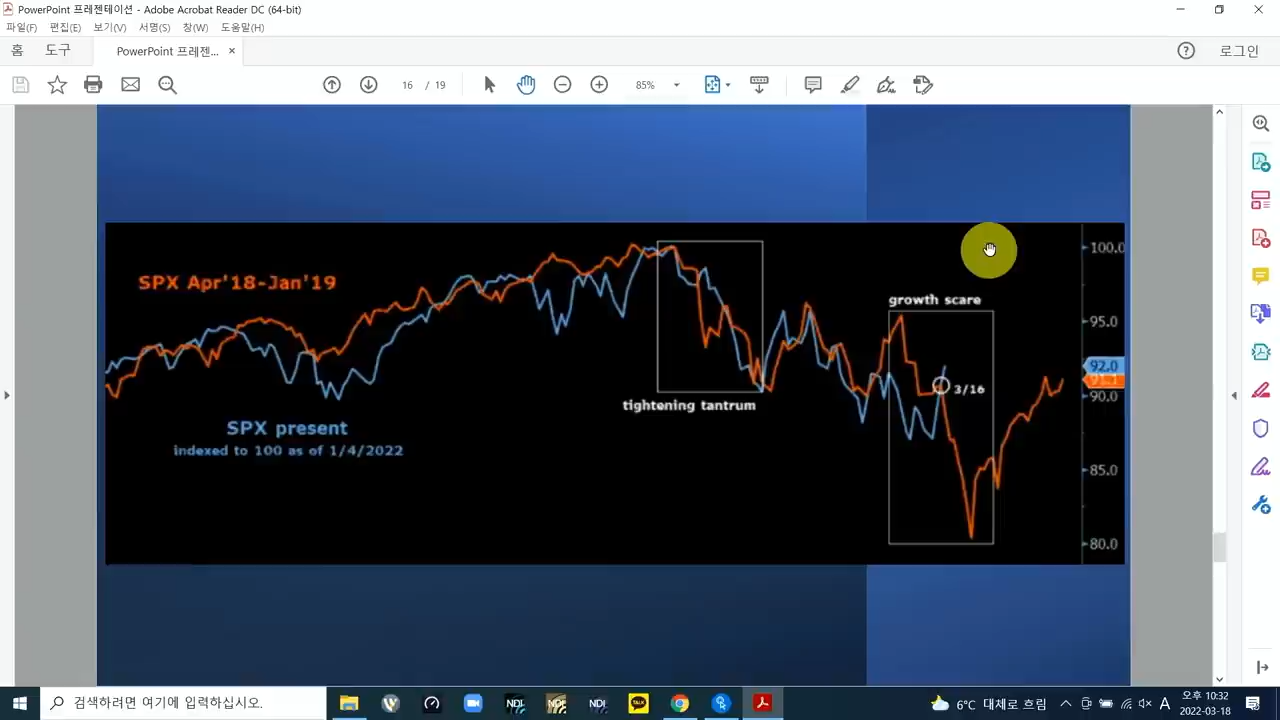 PowerPoint 프레젠테이션 - Adobe Acrobat Reader DC (64-bit)
파일(F) 편집(E) 보기(V) 서명(S) 창(W) 도움말(H)
홈 도구 PowerPoint 프레젠... × 로그인
16 / 19 85%
SPX Apr'18-Jan'19
growth scare
100.0
95.0
92.0
3/16
90.0
tightening tantrum
SPX present
indexed to 100 as of 1/4/2022
85.0
80.0
검색하려면 여기에 입력하십시오.
6°C 대체로 흐림 A 오후 10:32
2022-03-18